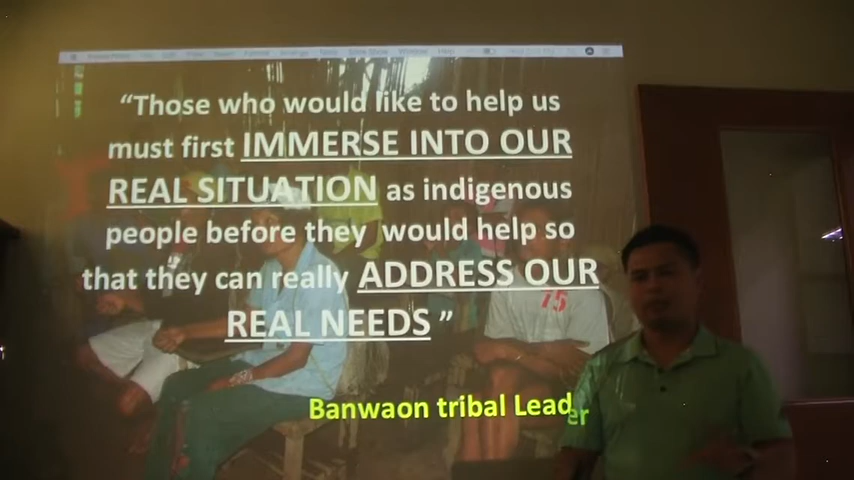 “Those who would like to help us
must first IMMERSE INTO OUR
REAL SITUATION as indigenous
people before they would help so
that they can really ADDRESS OUR
REAL NEEDS ”
Banwaon tribal Leader
75